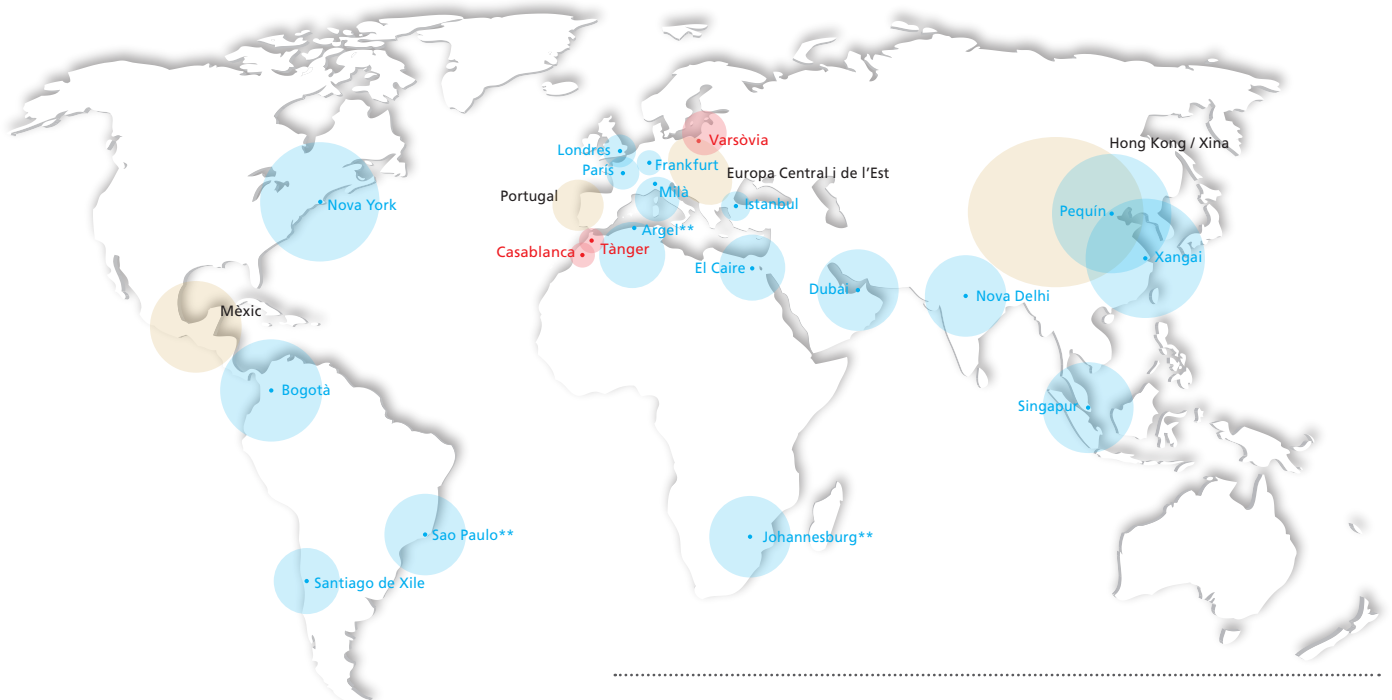 Hong Kong / Xina
Varsòvia
Londres
Frankfurt
París
Europa Central i de l’Est
Milà
Portugal
Nova York
Istanbul
Pequín
Argel**
Casablanca
Tànger
Xangai
El Caire
Dubài
Nova Delhi
Mèxic
Bogotà
Singapur
Sao Paulo**
Johannesburg**
Santiago de Xile